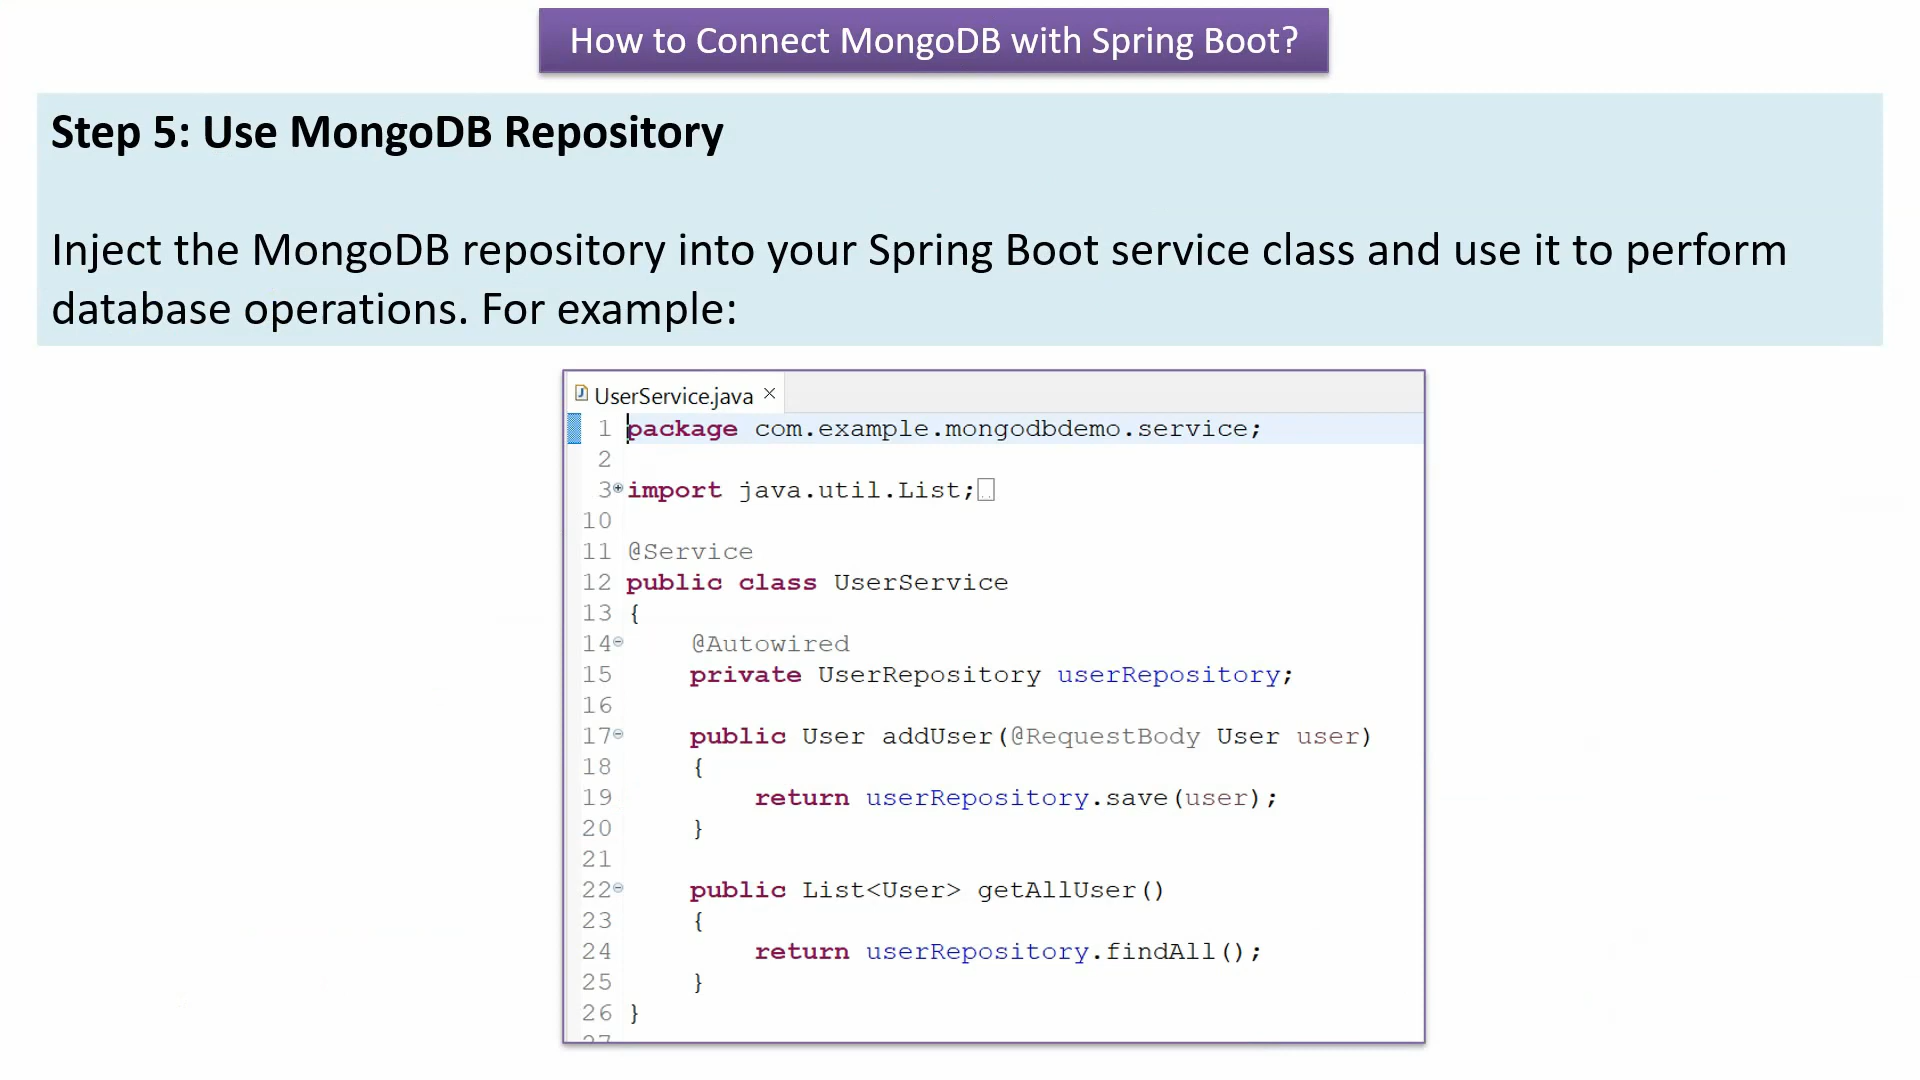 How to Connect MongoDB with Spring Boot?
Step 5: Use MongoDB Repository
Inject the MongoDB repository into your Spring Boot service class and use it to perform
database operations. For example:
UserService.java
1 package com.example.mongodbdemo.service;
2
3 import java.util.List;
10
11 @Service
12 public class UserService
13 {
14 @Autowired
15 private UserRepository userRepository;
16
17 public User addUser(@RequestBody User user)
18 {
19 return userRepository.save(user);
20 }
21
22 public List<User> getAllUser()
23 {
24 return userRepository.findAll();
25 }
26 }
27